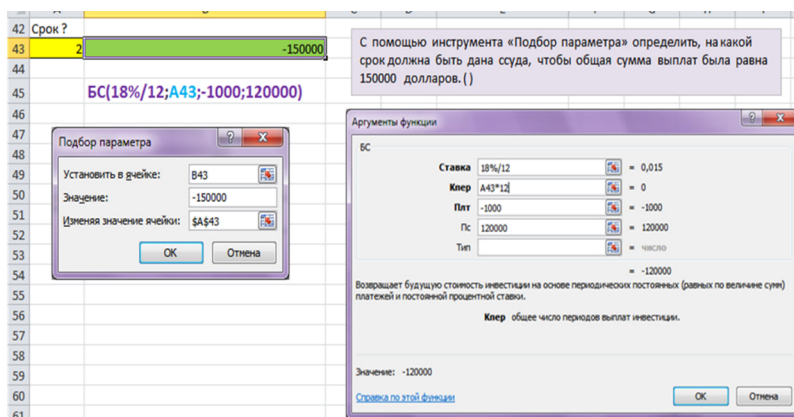 42 Срок ?
43 2 -150000
С помощью инструмента «Подбор параметра» определить, на какой
срок должна быть дана ссуда, чтобы общая сумма выплат была равна
150000 долларов. ( )
44
45 БС(18%/12;A43;-1000;120000)
46
47
48
49
50
51
52
53
54
55
56
57
58
59
60
61
Подбор параметра
Установить в ячейке: B43
Значение: -150000
Изменяя значение ячейки: $A$43
ОК Отмена
Аргументы функции
БС
Ставка 18%/12 = 0,015
Кпер A43*12 = 0
Плт -1000 = -1000
Пс 120000 = 120000
Тип = число
= -120000
Возвращает будущую стоимость инвестиции на основе периодических постоянных (равных по величине сумм)
платежей и постоянной процентной ставки.
Кпер общее число периодов выплат инвестиции.
Значение: -120000
Справка по этой функции
ОК Отмена